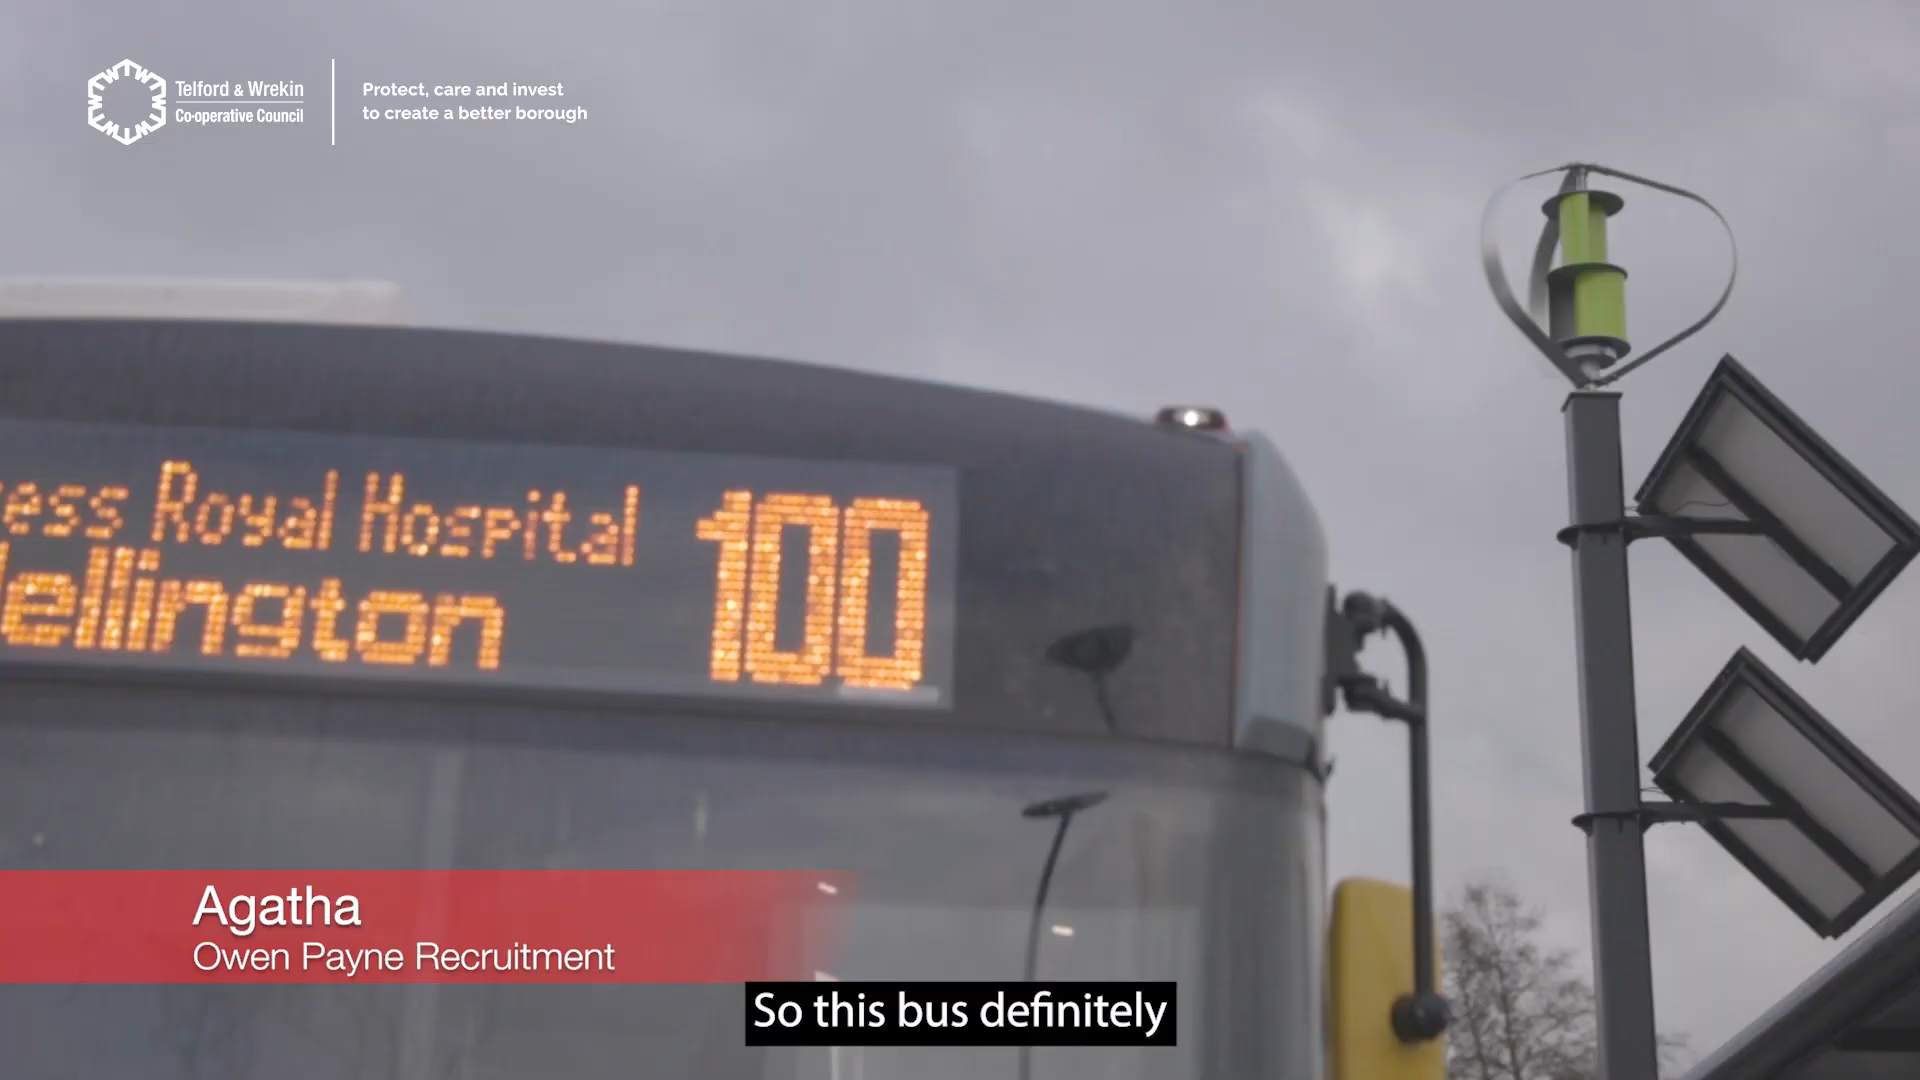 Telford & Wrekin
Co-operative Council
Protect, care and invest
to create a better borough
ess Royal Hospital
ellington
100
Agatha
Owen Payne Recruitment
So this bus definitely